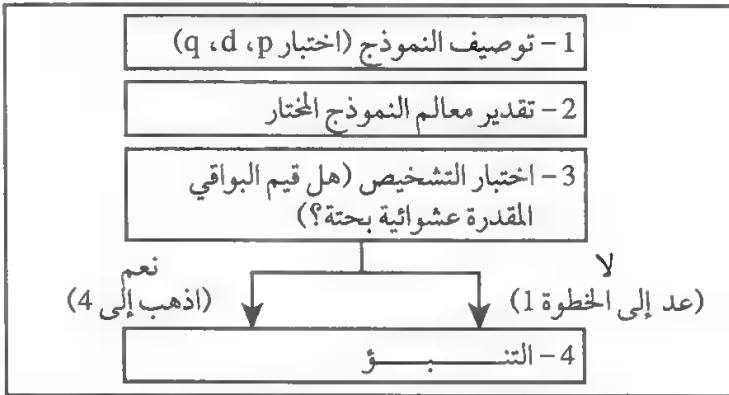 1- توصيف النموذج (اختبار q ،d ،p)
2- تقدير معالم النموذج المختار
3- اختبار التشخيص (هل قيم البواقي
المقدرة عشوائية بحتة؟)
لا
(عد إلى الخطوة 1)
نعم
(اذهب إلى 4)
4- التنبؤ